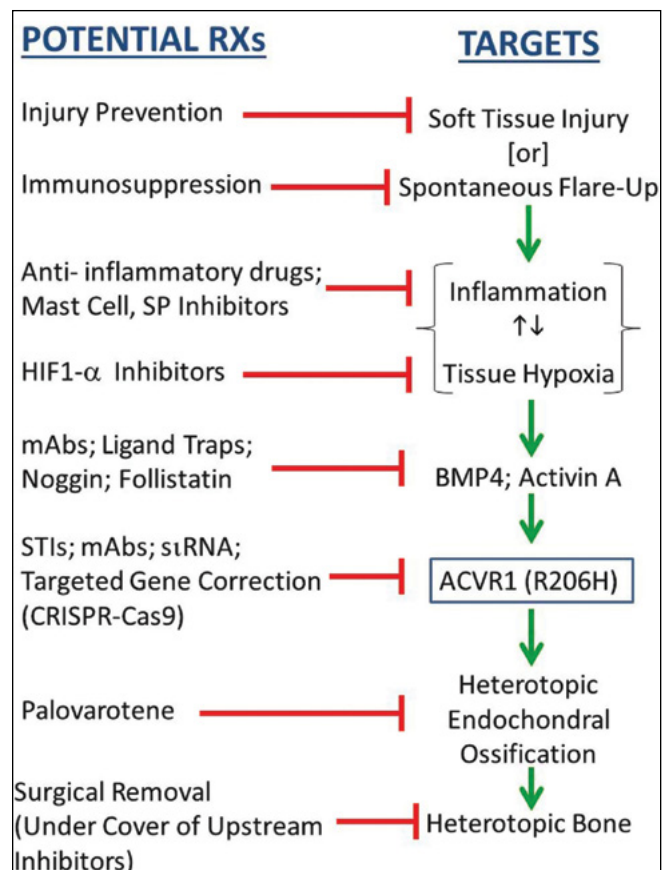 POTENTIAL RXs
TARGETS
Injury Prevention
Soft Tissue Injury
[or]
Immunosuppression
Spontaneous Flare-Up
Anti- inflammatory drugs;
Mast Cell, SP Inhibitors
Inflammation
↑↓
HIF1-α Inhibitors
Tissue Hypoxia
mAbs; Ligand Traps;
Noggin; Follistatin
BMP4; Activin A
STIs; mAbs; sιRNA;
Targeted Gene Correction
(CRISPR-Cas9)
ACVR1 (R206H)
Palovarotene
Heterotopic
Endochondral
Ossification
Surgical Removal
(Under Cover of Upstream
Inhibitors)
Heterotopic Bone